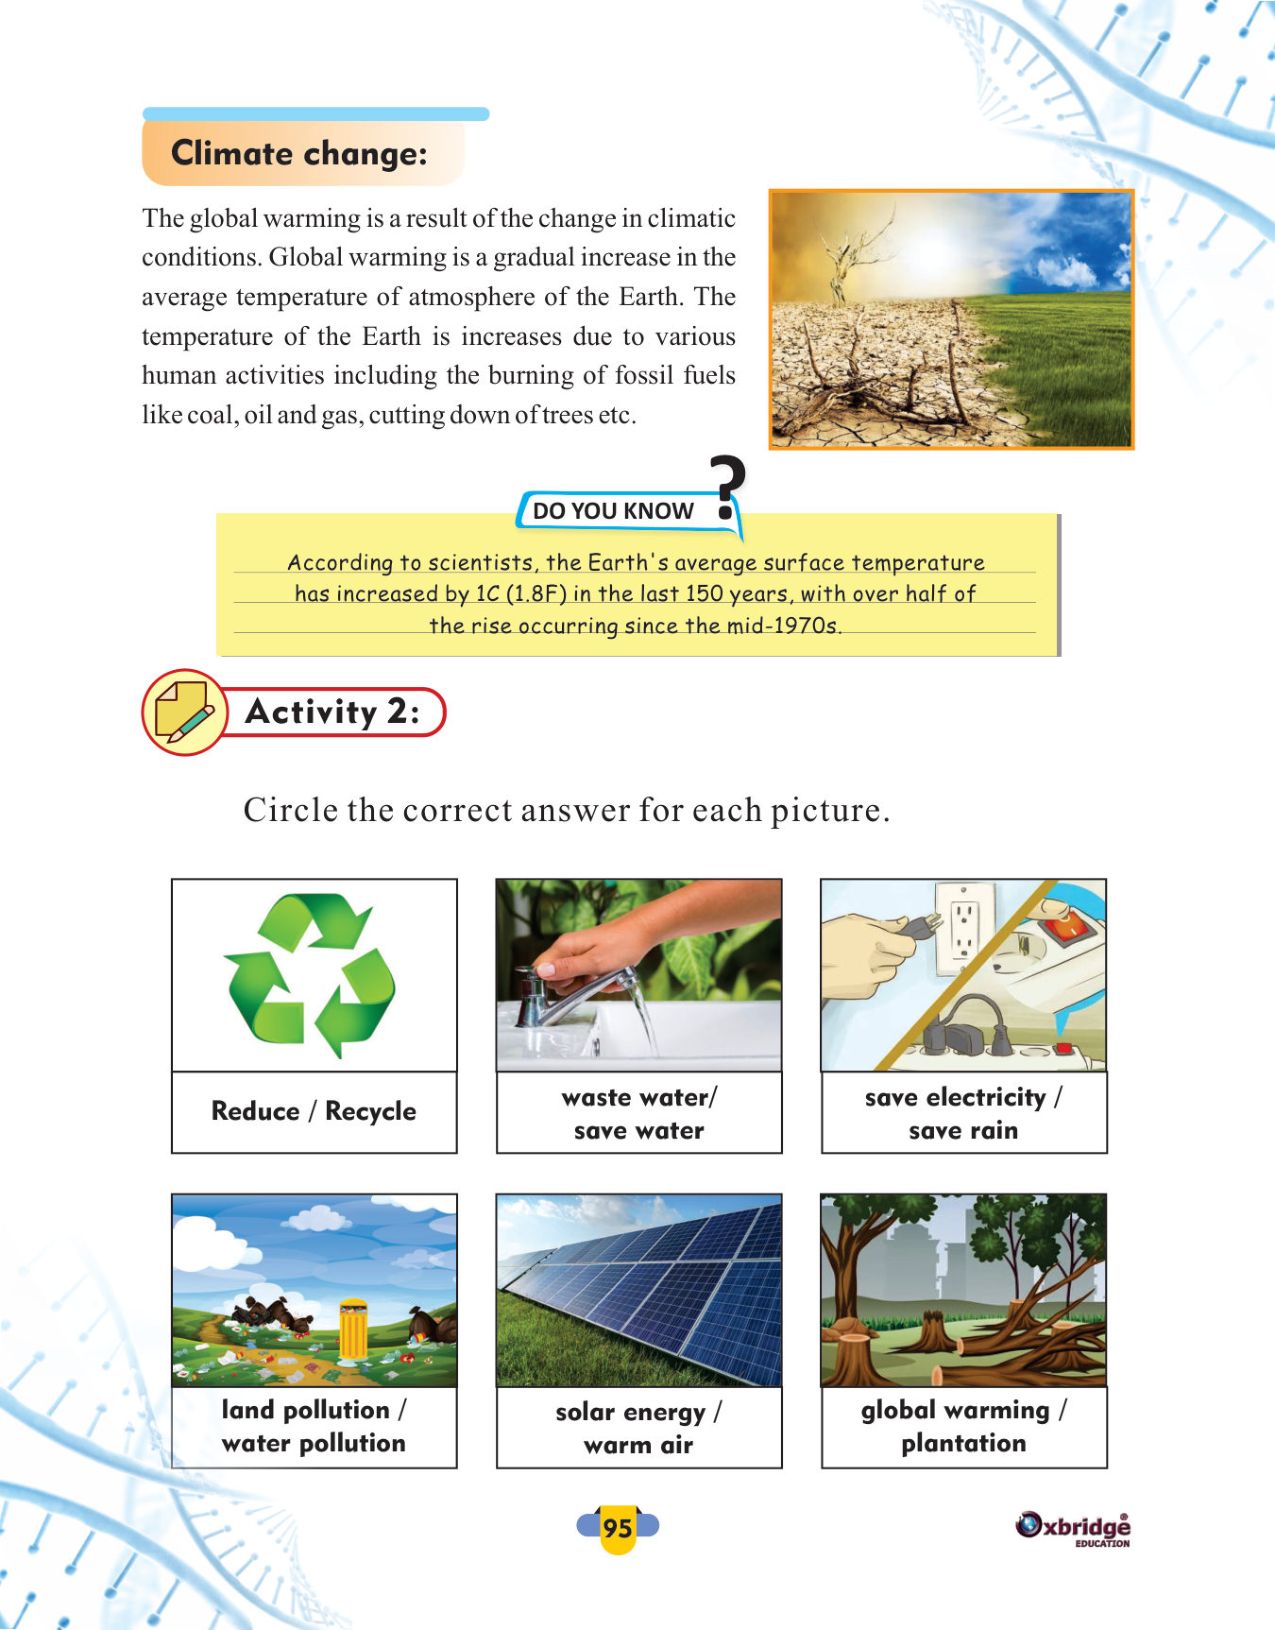 Climate change:
The global warming is a result of the change in climatic
conditions. Global warming is a gradual increase in the
average temperature of atmosphere of the Earth. The
temperature of the Earth is increases due to various
human activities including the burning of fossil fuels
like coal, oil and gas, cutting down of trees etc.
DO YOU KNOW ?
According to scientists, the Earth's average surface temperature
has increased by 1C (1.8F) in the last 150 years, with over half of
the rise occurring since the mid-1970s.
Activity 2:
Circle the correct answer for each picture.
Reduce / Recycle
waste water/
save water
save electricity /
save rain
land pollution /
water pollution
solar energy /
warm air
global warming /
plantation
95
Oxbridge®
EDUCATION